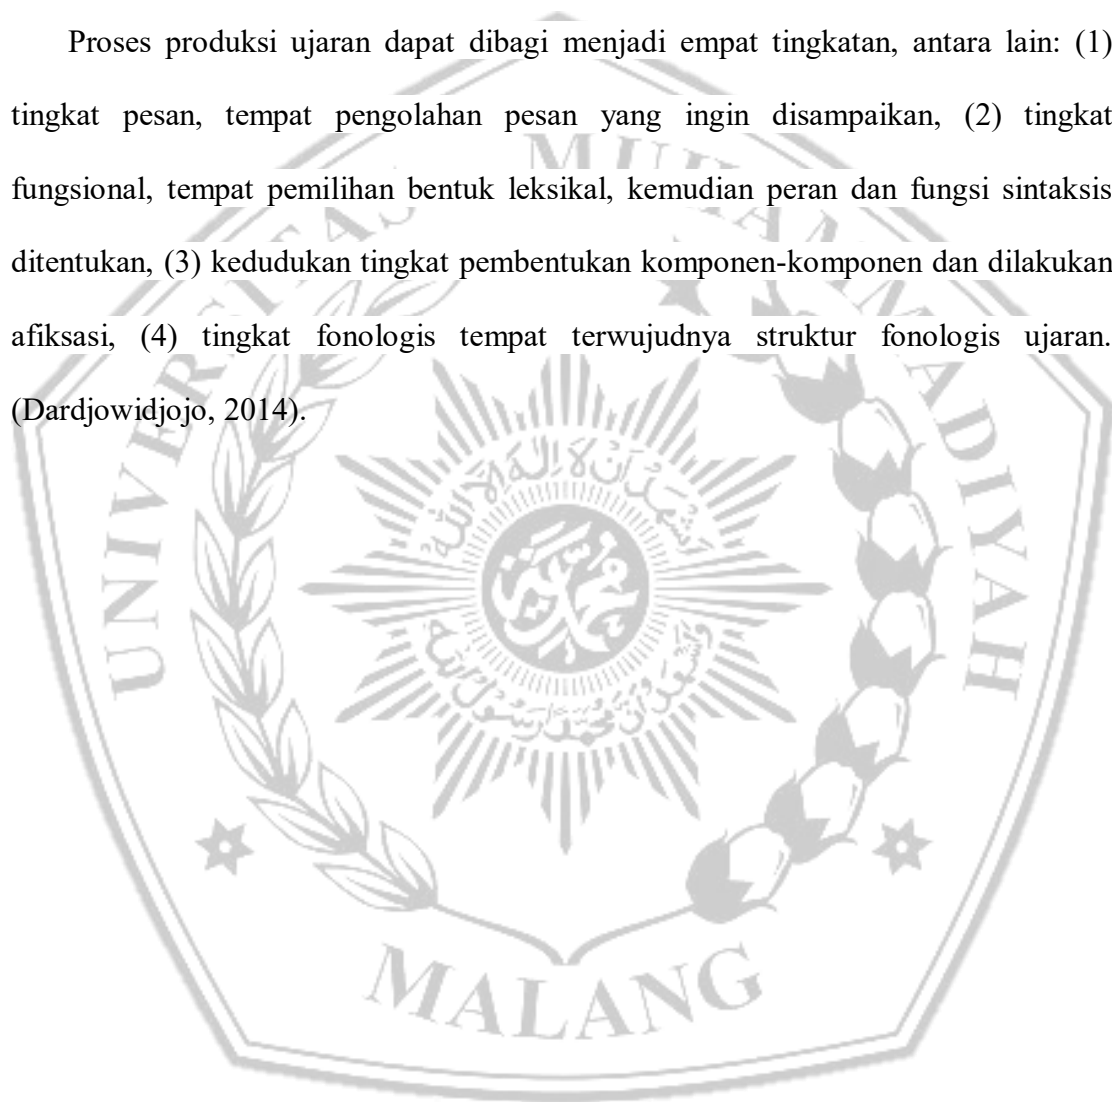 Proses produksi ujaran dapat dibagi menjadi empat tingkatan, antara lain: (1)
tingkat pesan, tempat pengolahan pesan yang ingin disampaikan, (2) tingkat
fungsional, tempat pemilihan bentuk leksikal, kemudian peran dan fungsi sintaksis
ditentukan, (3) kedudukan tingkat pembentukan komponen-komponen dan dilakukan
afiksasi, (4) tingkat fonologis tempat terwujudnya struktur fonologis ujaran.
(Dardjowidjojo, 2014).
UNIVERSITAS MUHAMMADIYAH
MALANG